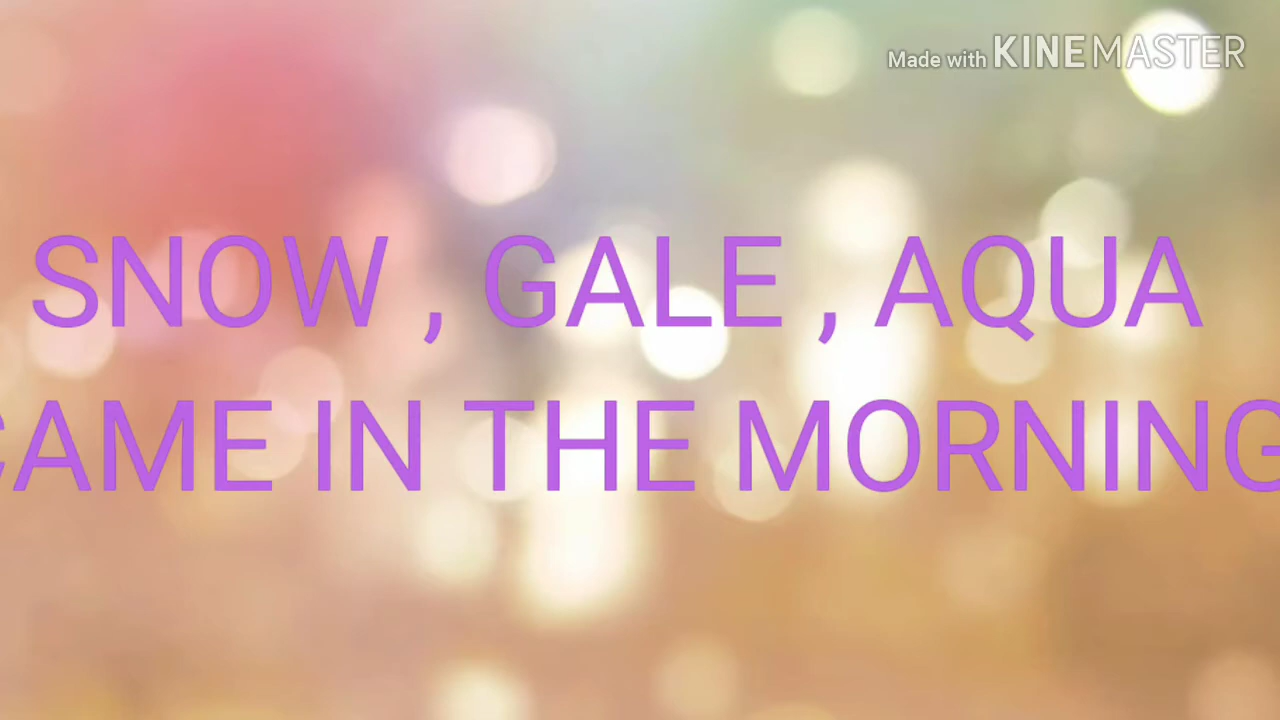 Made with KINEMASTER
SNOW , GALE , AQUA
CAME IN THE MORNING